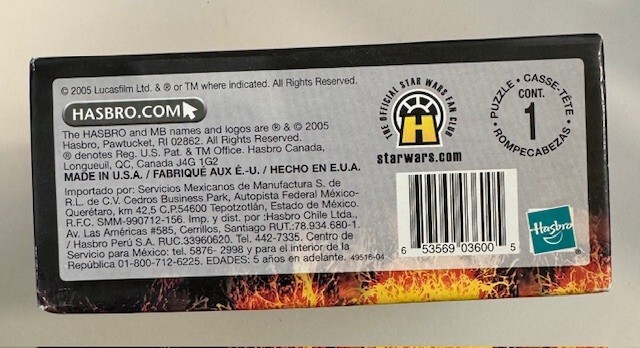 © 2005 Lucasfilm Ltd. & ® or TM where indicated. All Rights Reserved.
HASBRO.COM
The HASBRO and MB names and logos are ® & © 2005
Hasbro, Pawtucket, RI 02862. All Rights Reserved.
® denotes Reg. U.S. Pat. & TM Office. Hasbro Canada,
Longueuil, QC, Canada J4G 1G2
MADE IN U.S.A. / FABRIQUÉ AUX É.-U. / HECHO EN E.U.A.
Importado por: Servicios Mexicanos de Manufactura S. de
R.L. de C.V. Cedros Business Park, Autopista Federal México-
Querétaro, km 42,5 C.P.54600 Tepotzotlán, Estado de México.
R.F.C. SMM-990712-156. Imp. y dist. por :Hasbro Chile Ltda.,
Av. Las Américas #585, Cerrillos, Santiago RUT.:78.934.680-1
/ Hasbro Perú S.A. RUC.33960620. Tel. 442-7335. Centro de
Servicio para México: tel. 5876- 2998 y para el interior de la
República 01-800-712-6225. EDADES: 5 años en adelante. 49516-04
THE OFFICIAL STAR WARS FAN CLUB
H
starwars.com
PUZZLE • CASSE-TÊTE • ROMPECABEZAS •
CONT.
1
6 53569 03600 5
Hasbro
®